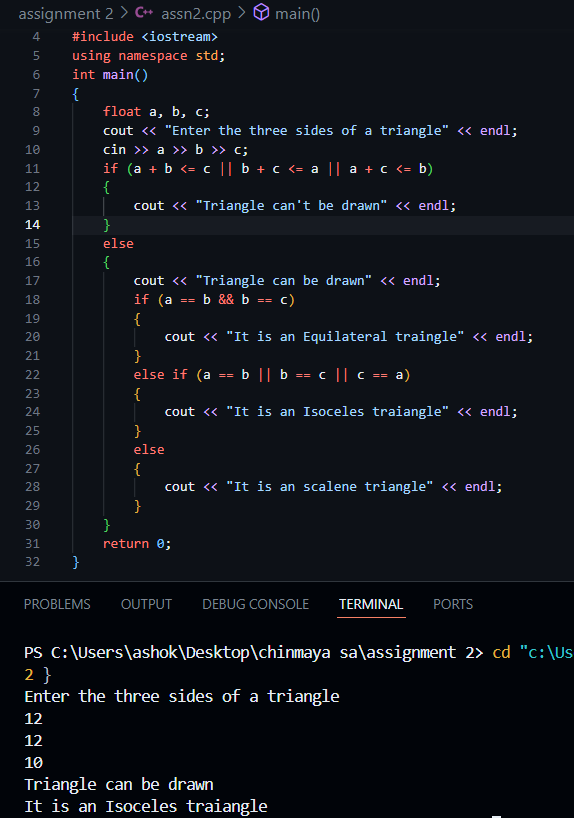 assignment 2 > C++ assn2.cpp > main()
4 #include <iostream>
5 using namespace std;
6 int main()
7 {
8 float a, b, c;
9 cout << "Enter the three sides of a triangle" << endl;
10 cin >> a >> b >> c;
11 if (a + b <= c || b + c <= a || a + c <= b)
12 {
13 cout << "Triangle can't be drawn" << endl;
14 }
15 else
16 {
17 cout << "Triangle can be drawn" << endl;
18 if (a == b && b == c)
19 {
20 cout << "It is an Equilateral traingle" << endl;
21 }
22 else if (a == b || b == c || c == a)
23 {
24 cout << "It is an Isoceles traiangle" << endl;
25 }
26 else
27 {
28 cout << "It is an scalene triangle" << endl;
29 }
30 }
31 return 0;
32 }
PROBLEMS OUTPUT DEBUG CONSOLE TERMINAL PORTS
PS C:\Users\ashok\Desktop\chinmaya sa\assignment 2> cd "c:\Us
2 }
Enter the three sides of a triangle
12
12
10
Triangle can be drawn
It is an Isoceles traiangle